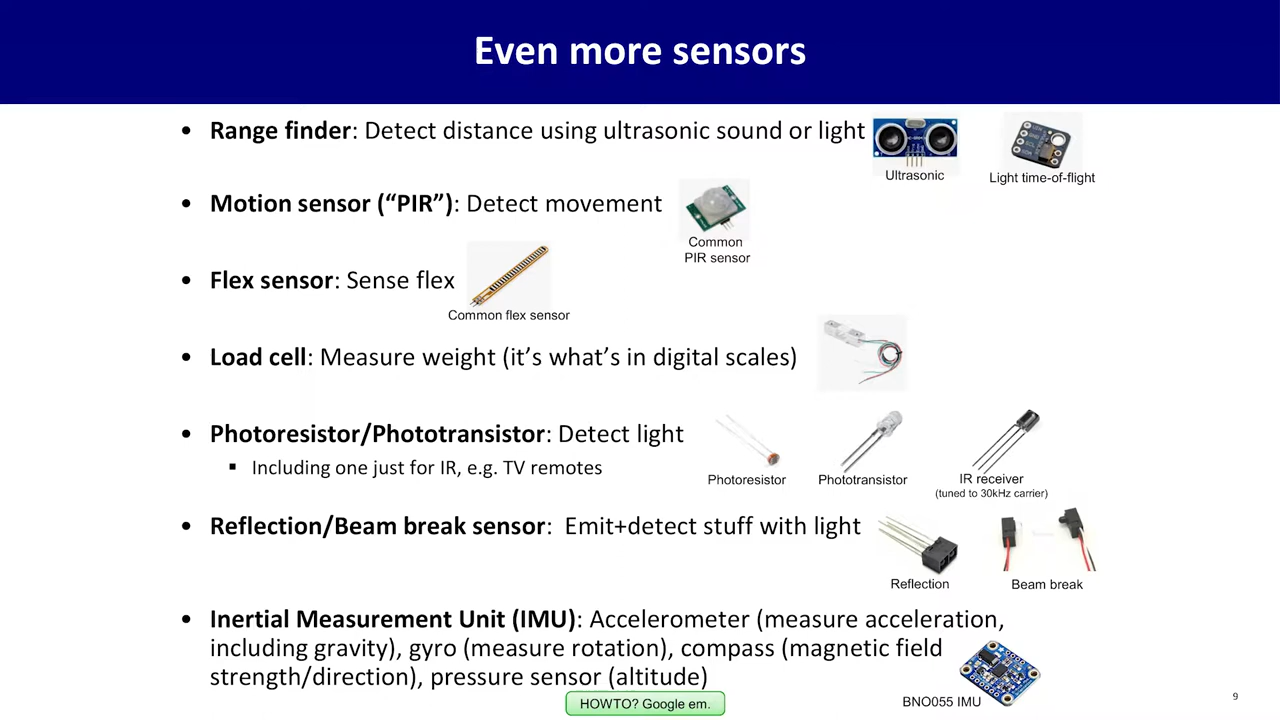 Even more sensors
• Range finder: Detect distance using ultrasonic sound or light
Ultrasonic
Light time-of-flight
• Motion sensor (“PIR”): Detect movement
Common
PIR sensor
• Flex sensor: Sense flex
Common flex sensor
• Load cell: Measure weight (it’s what’s in digital scales)
• Photoresistor/Phototransistor: Detect light
▪ Including one just for IR, e.g. TV remotes
Photoresistor
Phototransistor
IR receiver
(tuned to 30kHz carrier)
• Reflection/Beam break sensor: Emit+detect stuff with light
Reflection
Beam break
• Inertial Measurement Unit (IMU): Accelerometer (measure acceleration,
including gravity), gyro (measure rotation), compass (magnetic field
strength/direction), pressure sensor (altitude)
BNO055 IMU
HOWTO? Google em.
9